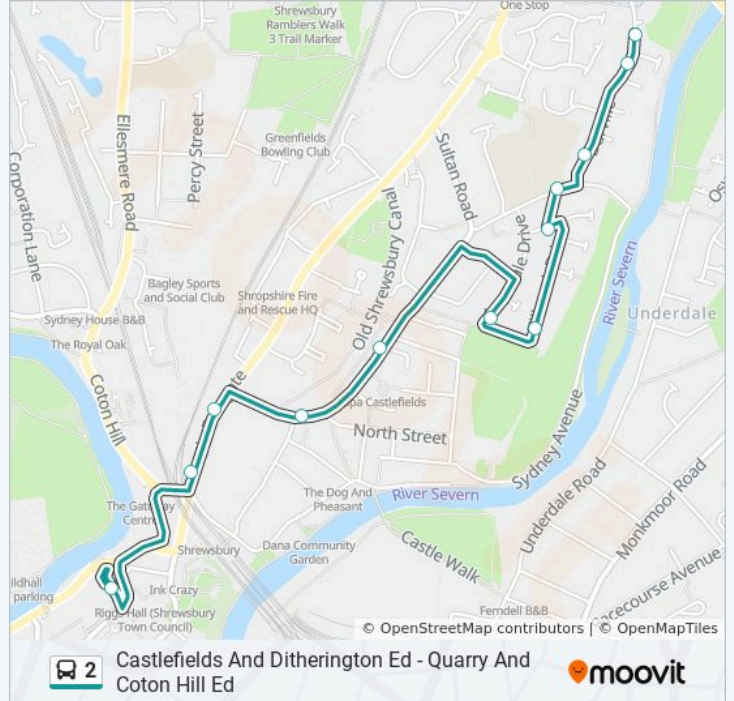 Shrewsbury
Ramblers Walk
3 Trail Marker
One Stop
Ellesmere Road
Percy Street
Greenfields
Bowling Club
Sultan Road
Corporation Lane
Old Shrewsbury Canal
Drive
River Severn
Underdale
Bagley Sports
and Social Club
Shropshire Fire
and Rescue HQ
Sydney House B&B
The Royal Oak
Coton Hill
Castlefields
North Street
Sydney Avenue
The Dog And
Pheasant
River Severn
Underdale Road
Monkmoor Road
The Gateway
Centre
Shrewsbury
Dana Community
Garden
Castle Walk
Racecourse Avenue
ildhall
parking
Ink Crazy
Riggs Hall (Shrewsbury
Town Council)
Ferndell B&B
© OpenStreetMap contributors | © OpenMapTiles
2
Castlefields And Ditherington Ed - Quarry And
Coton Hill Ed
moovit